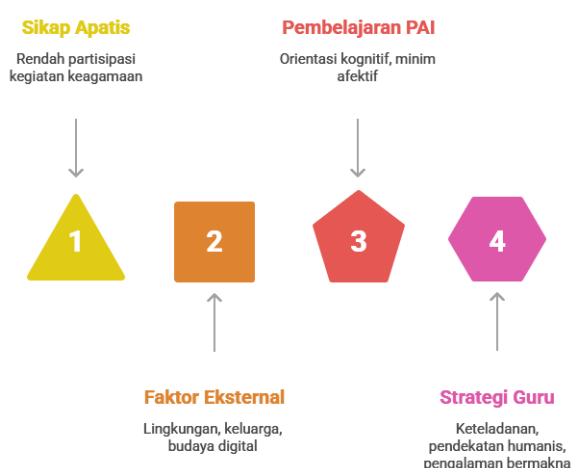 Sikap Apatis
Rendah partisipasi
kegiatan keagamaan
Pembelajaran PAI
Orientasi kognitif, minim
afektif
1
2
3
4
Faktor Eksternal
Lingkungan, keluarga,
budaya digital
Strategi Guru
Keteladanan,
pendekatan humanis,
pengalaman bermakna